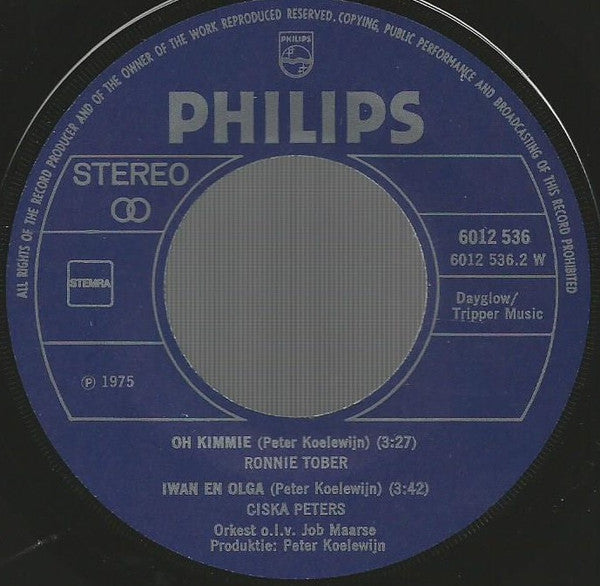 ALL RIGHTS OF THE RECORD PRODUCER AND OF THE OWNER OF THE WORK REPRODUCED RESERVED. COPYING, PUBLIC PERFORMANCE AND BROADCASTING OF THIS RECORD PROHIBITED
PHILIPS
PHILIPS
STEREO
STEMRA
6012 536
6012 536.2 W
Dayglow/
Tripper Music
℗ 1975
OH KIMMIE (Peter Koelewijn) (3:27)
RONNIE TOBER
IWAN EN OLGA (Peter Koelewijn) (3:42)
CISKA PETERS
Orkest o.l.v. Job Maarse
Produktie: Peter Koelewijn